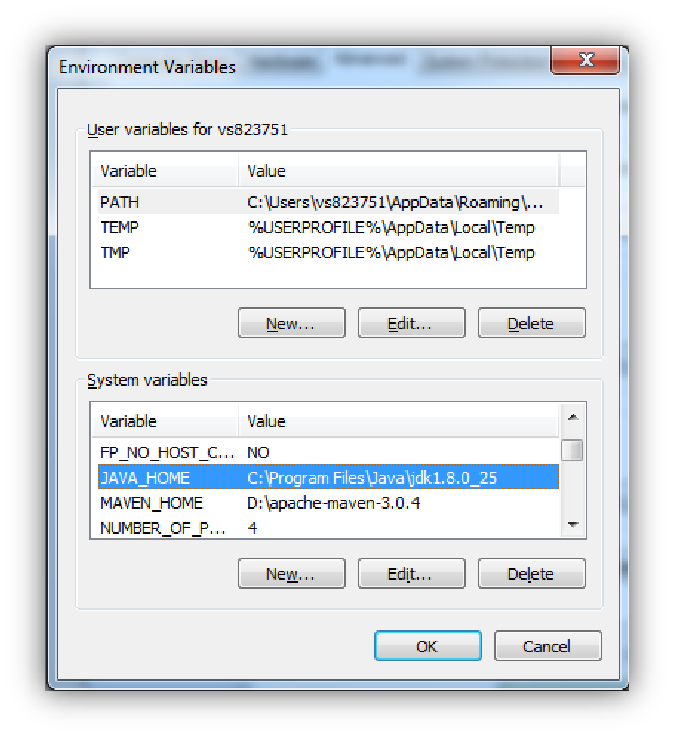 Environment Variables
User variables for vs823751
Variable Value
PATH C:\Users\vs823751\AppData\Roaming\...
TEMP %USERPROFILE%\AppData\Local\Temp
TMP %USERPROFILE%\AppData\Local\Temp
New... Edit... Delete
System variables
Variable Value
FP_NO_HOST_C... NO
JAVA_HOME C:\Program Files\Java\jdk1.8.0_25
MAVEN_HOME D:\apache-maven-3.0.4
NUMBER_OF_P... 4
New... Edit... Delete
OK Cancel